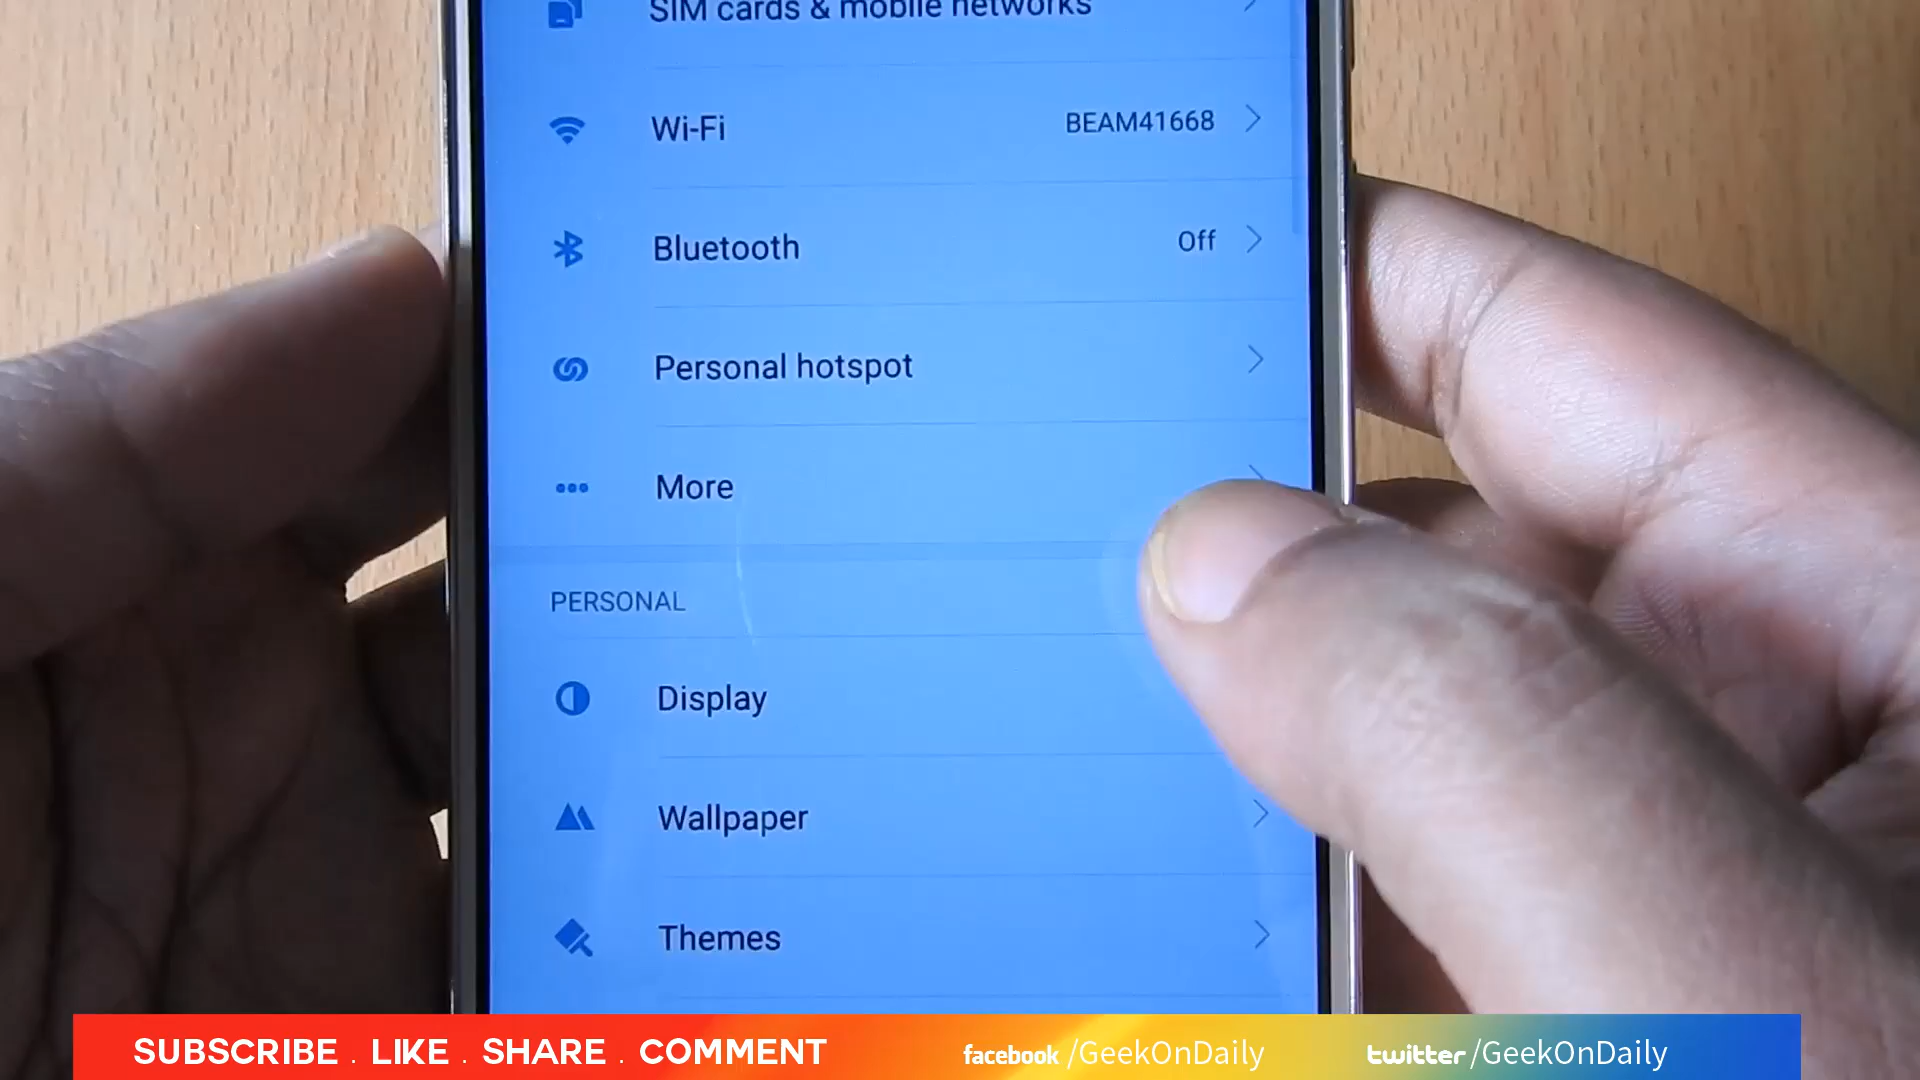 SIM cards & mobile networks
Wi-Fi BEAM41668
Bluetooth Off
Personal hotspot
More
PERSONAL
Display
Wallpaper
Themes
SUBSCRIBE . LIKE . SHARE . COMMENT facebook /GeekOnDaily twitter /GeekOnDaily